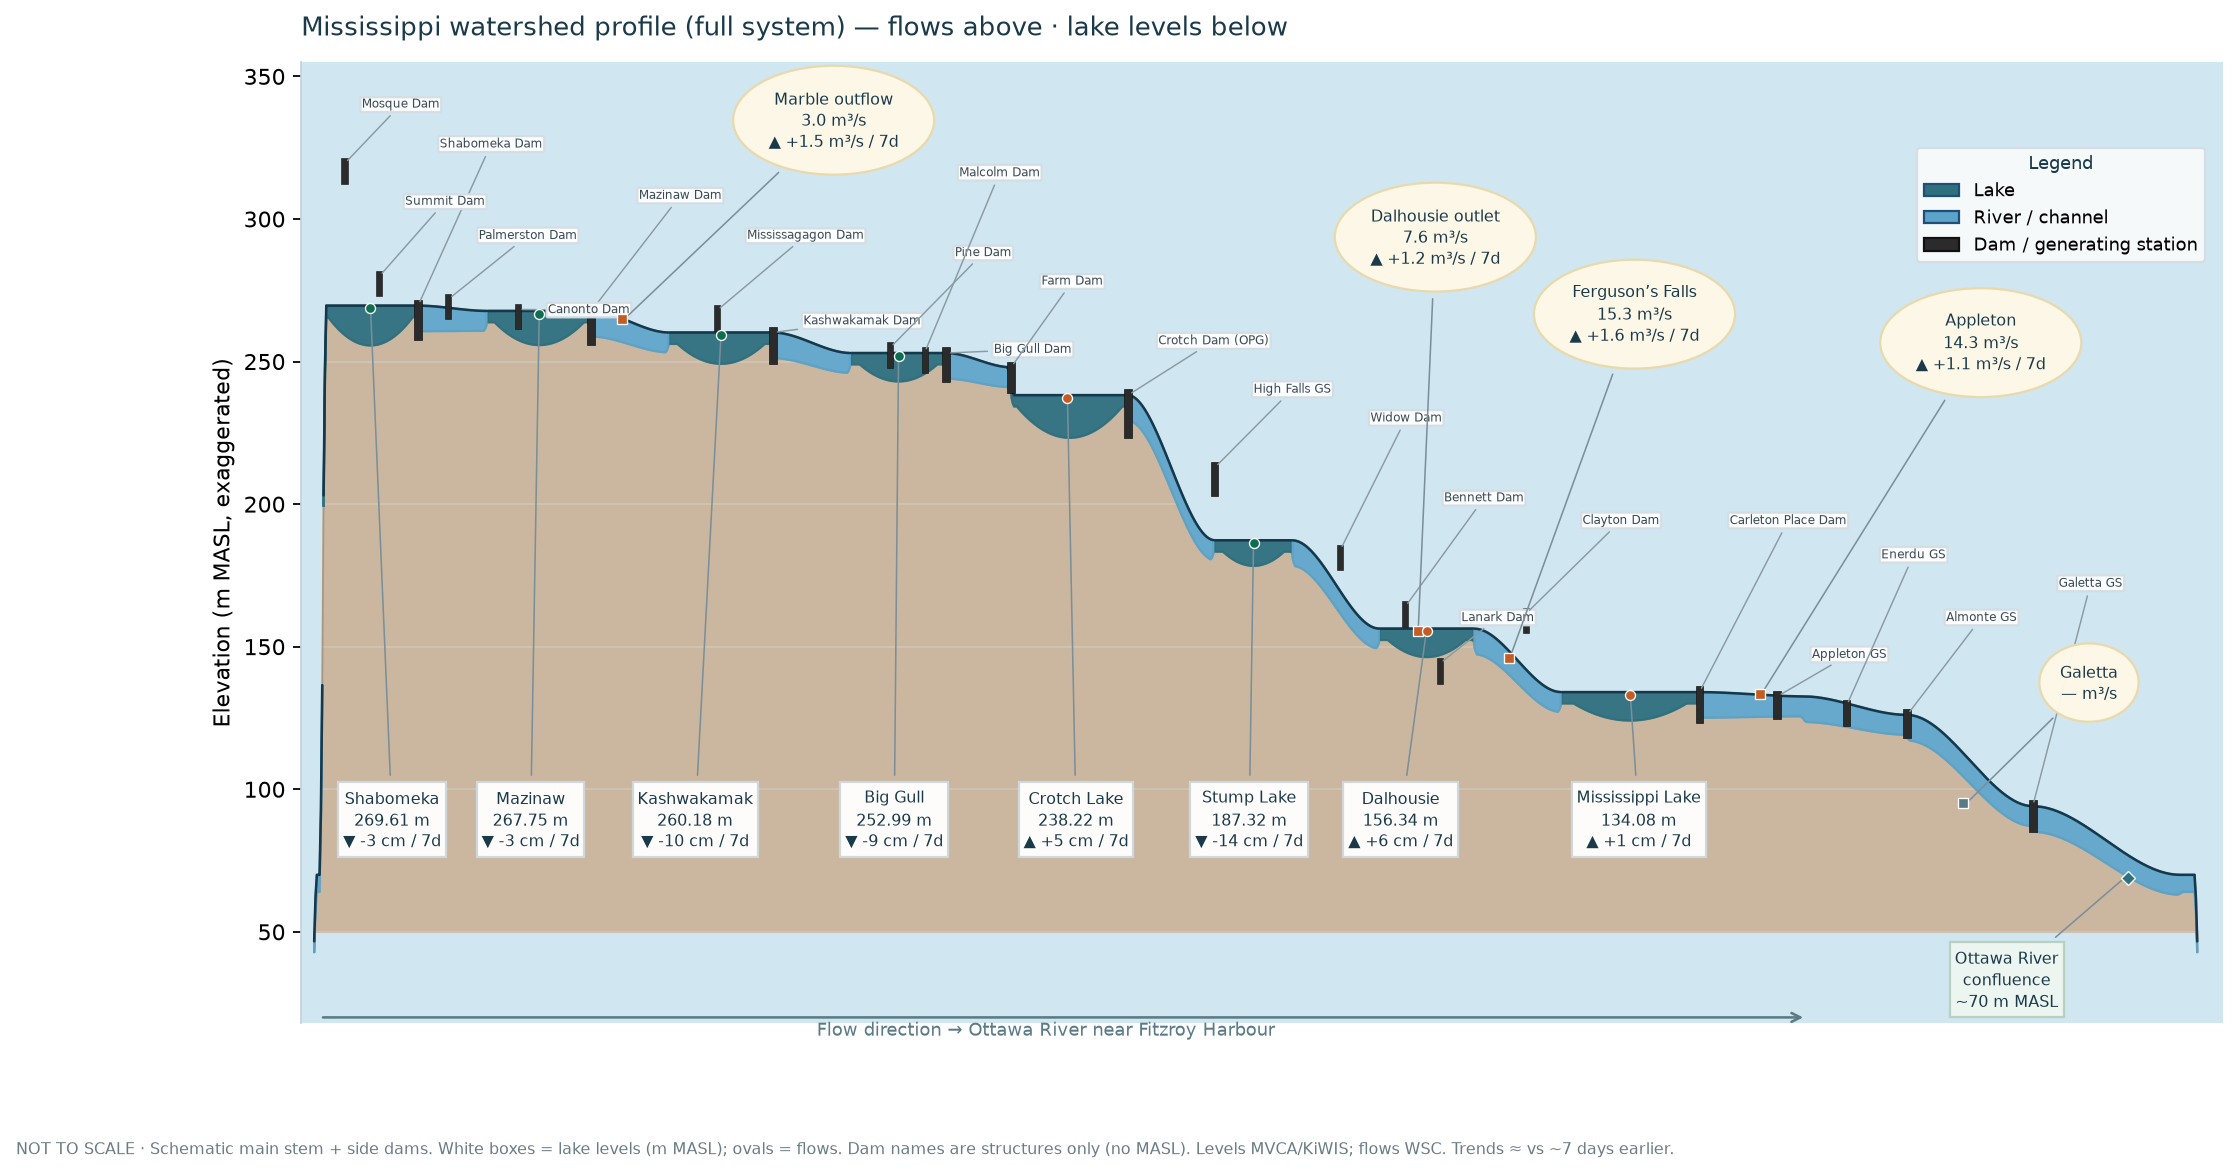 Mississippi watershed profile (full system) — flows above · lake levels below
Elevation (m MASL, exaggerated)
350
300
250
200
150
100
50
Mosque Dam
Shabomeka Dam
Summit Dam
Palmerston Dam
Canonto Dam
Mazinaw Dam
Marble outflow
3.0 m³/s
▲ +1.5 m³/s / 7d
Mississagagon Dam
Kashwakamak Dam
Malcolm Dam
Pine Dam
Farm Dam
Big Gull Dam
Crotch Dam (OPG)
High Falls GS
Widow Dam
Dalhousie outlet
7.6 m³/s
▲ +1.2 m³/s / 7d
Bennett Dam
Lanark Dam
Ferguson’s Falls
15.3 m³/s
▲ +1.6 m³/s / 7d
Clayton Dam
Carleton Place Dam
Appleton
14.3 m³/s
▲ +1.1 m³/s / 7d
Appleton GS
Enerdu GS
Almonte GS
Galetta GS
Galetta
— m³/s
Legend
Lake
River / channel
Dam / generating station
Shabomeka
269.61 m
▼ -3 cm / 7d
Mazinaw
267.75 m
▼ -3 cm / 7d
Kashwakamak
260.18 m
▼ -10 cm / 7d
Big Gull
252.99 m
▼ -9 cm / 7d
Crotch Lake
238.22 m
▲ +5 cm / 7d
Stump Lake
187.32 m
▼ -14 cm / 7d
Dalhousie
156.34 m
▲ +6 cm / 7d
Mississippi Lake
134.08 m
▲ +1 cm / 7d
Ottawa River
confluence
~70 m MASL
Flow direction → Ottawa River near Fitzroy Harbour
NOT TO SCALE · Schematic main stem + side dams. White boxes = lake levels (m MASL); ovals = flows. Dam names are structures only (no MASL). Levels MVCA/KiWIS; flows WSC. Trends ≈ vs ~7 days earlier.